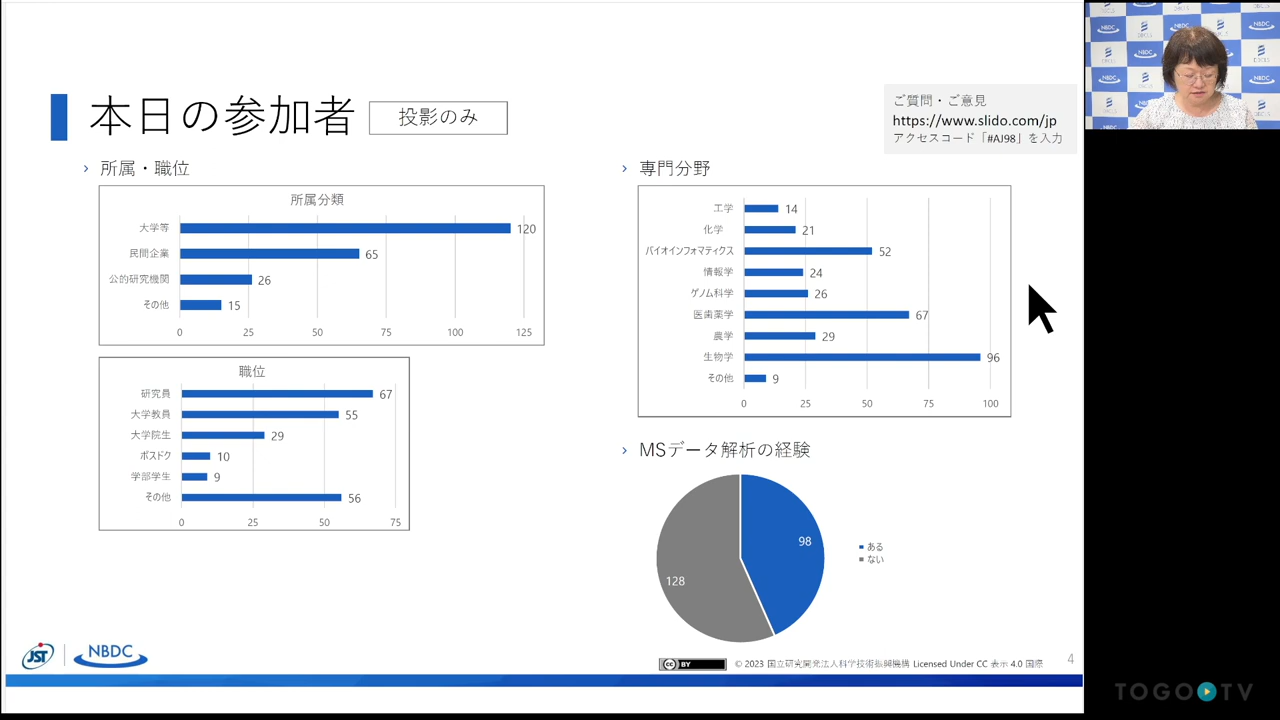 本日の参加者
投影のみ
ご質問・ご意見
https://www.slido.com/jp
アクセスコード「#AJ98」を入力
› 所属・職位
所属分類
大学等 120
民間企業 65
公的研究機関 26
その他 15
0 25 50 75 100 125
職位
研究員 67
大学教員 55
大学院生 29
ポスドク 10
学部学生 9
その他 56
0 25 50 75
› 専門分野
工学 14
化学 21
バイオインフォマティクス 52
情報学 24
ゲノム科学 26
医歯薬学 67
農学 29
生物学 96
その他 9
0 25 50 75 100
› MSデータ解析の経験
98
128
ある
ない
JST
NBDC
CC BY
© 2023 国立研究開発法人科学技術振興機構 Licensed Under CC 表示 4.0 国際
4
NBDC
DBCLS
TOGO TV